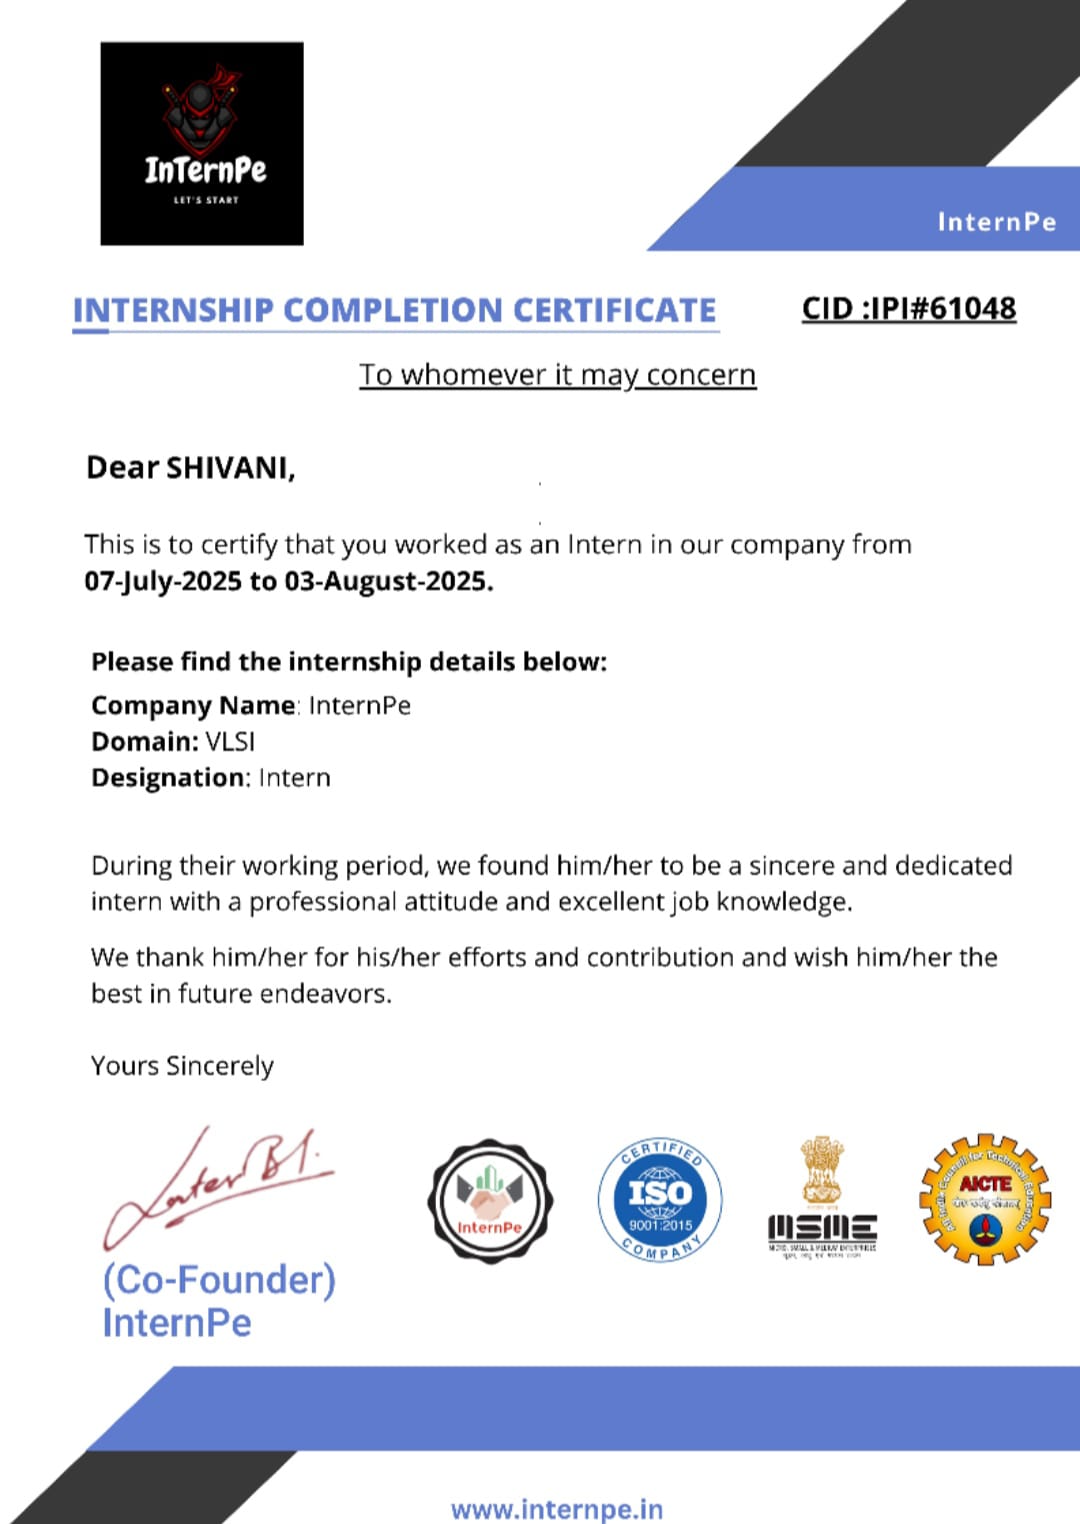 InTernPe
LET'S START
InternPe
INTERNSHIP COMPLETION CERTIFICATE
CID :IPI#61048
To whomever it may concern
Dear SHIVANI,
This is to certify that you worked as an Intern in our company from
07-July-2025 to 03-August-2025.
Please find the internship details below:
Company Name: InternPe
Domain: VLSI
Designation: Intern
During their working period, we found him/her to be a sincere and dedicated
intern with a professional attitude and excellent job knowledge.
We thank him/her for his/her efforts and contribution and wish him/her the
best in future endeavors.
Yours Sincerely
(Co-Founder)
InternPe
InternPe
CERTIFIED
ISO
9001:2015
COMPANY
MSME
MICRO, SMALL & MEDIUM ENTERPRISES
All India Council for Technical Education
AICTE
www.internpe.in